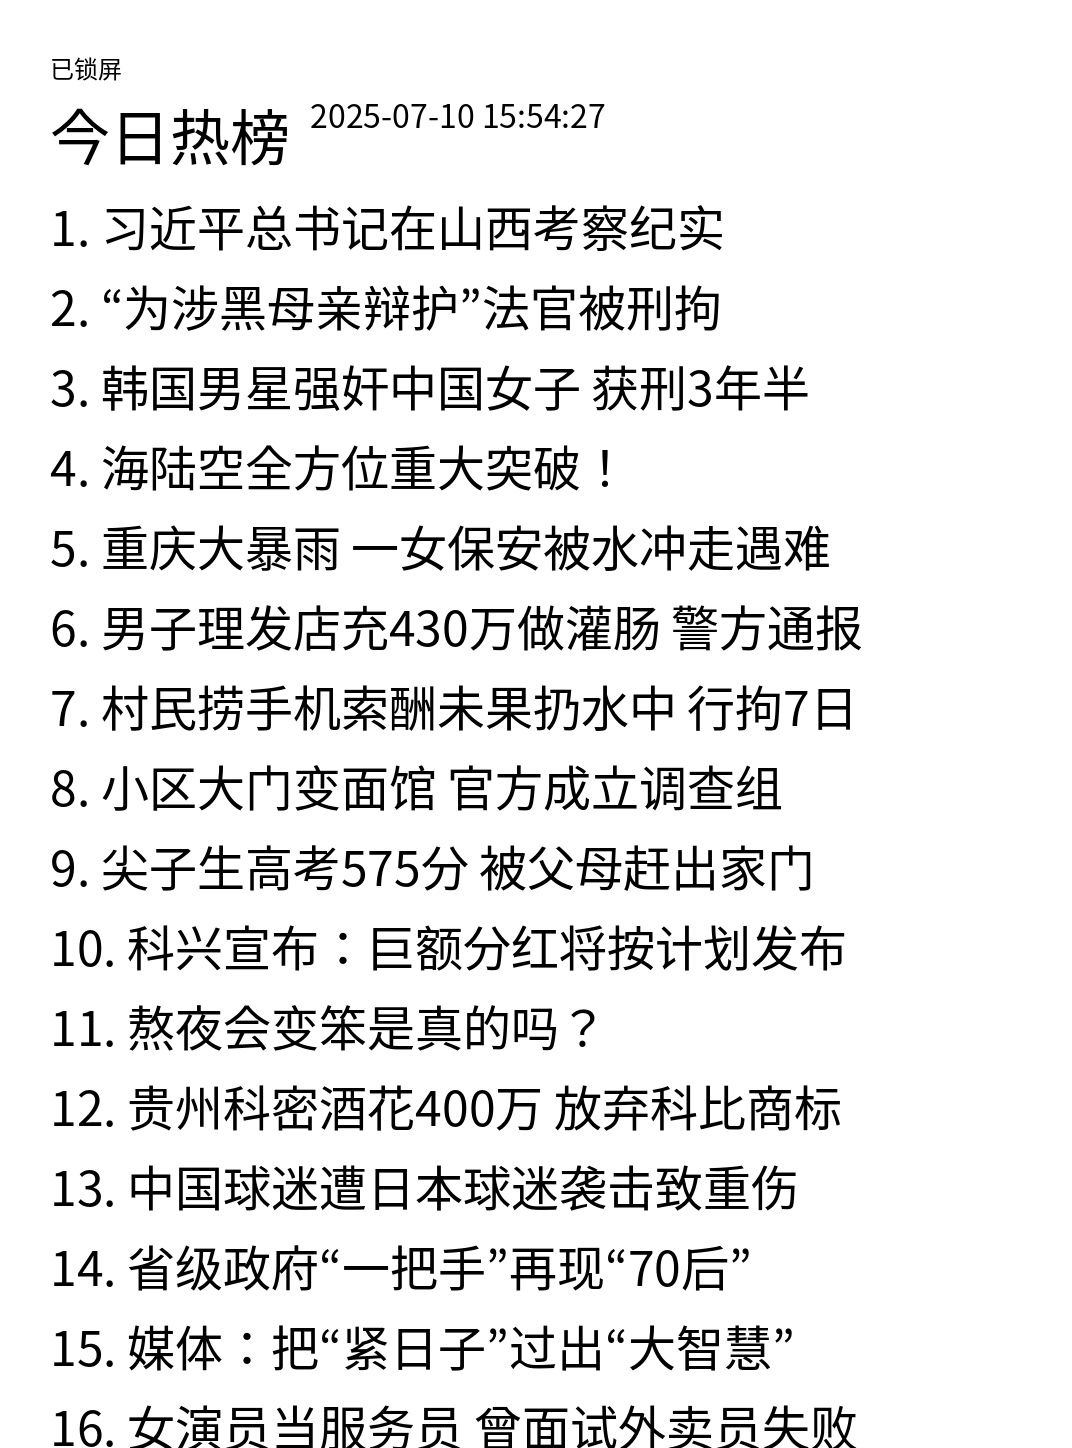 已锁屏
今日热榜 2025-07-10 15:54:27
1. 习近平总书记在山西考察纪实
2. “为涉黑母亲辩护”法官被刑拘
3. 韩国男星强奸中国女子 获刑3年半
4. 海陆空全方位重大突破！
5. 重庆大暴雨 一女保安被水冲走遇难
6. 男子理发店充430万做灌肠 警方通报
7. 村民捞手机索酬未果扔水中 行拘7日
8. 小区大门变面馆 官方成立调查组
9. 尖子生高考575分 被父母赶出家门
10. 科兴宣布：巨额分红将按计划发布
11. 熬夜会变笨是真的吗？
12. 贵州科密酒花400万 放弃科比商标
13. 中国球迷遭日本球迷袭击致重伤
14. 省级政府“一把手”再现“70后”
15. 媒体：把“紧日子”过出“大智慧”
16. 女演员当服务员 曾面试外卖员失败